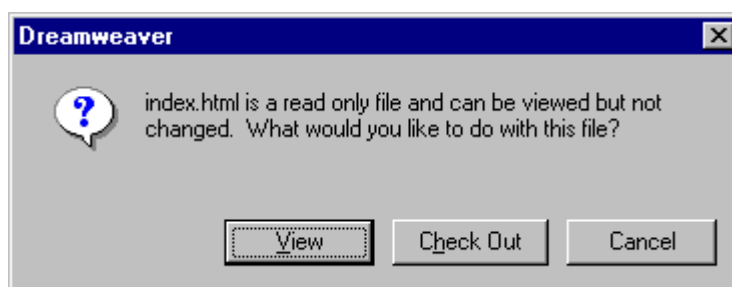 Dreamweaver
index.html is a read only file and can be viewed but not
changed.  What would you like to do with this file?
View
Check Out
Cancel